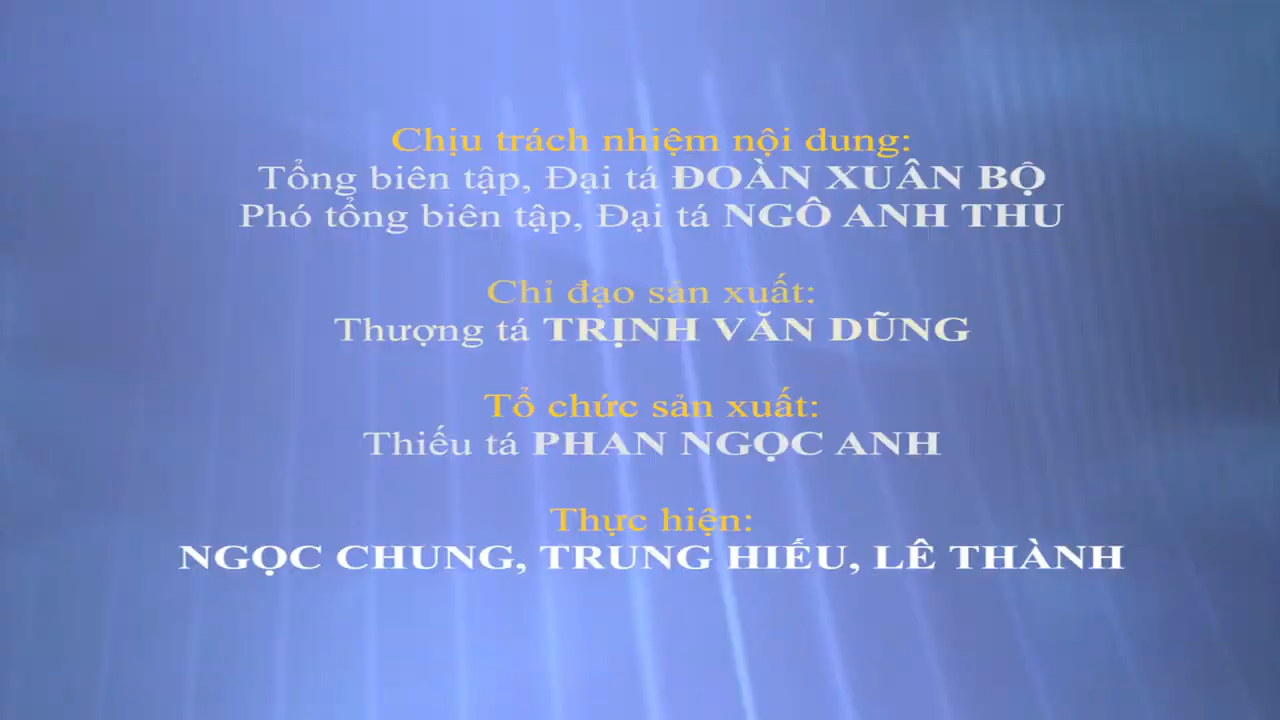 Chịu trách nhiệm nội dung:
Tổng biên tập, Đại tá ĐOÀN XUÂN BỘ
Phó tổng biên tập, Đại tá NGÔ ANH THU
Chỉ đạo sản xuất:
Thượng tá TRỊNH VĂN DŨNG
Tổ chức sản xuất:
Thiếu tá PHAN NGỌC ANH
Thực hiện:
NGỌC CHUNG, TRUNG HIẾU, LÊ THÀNH